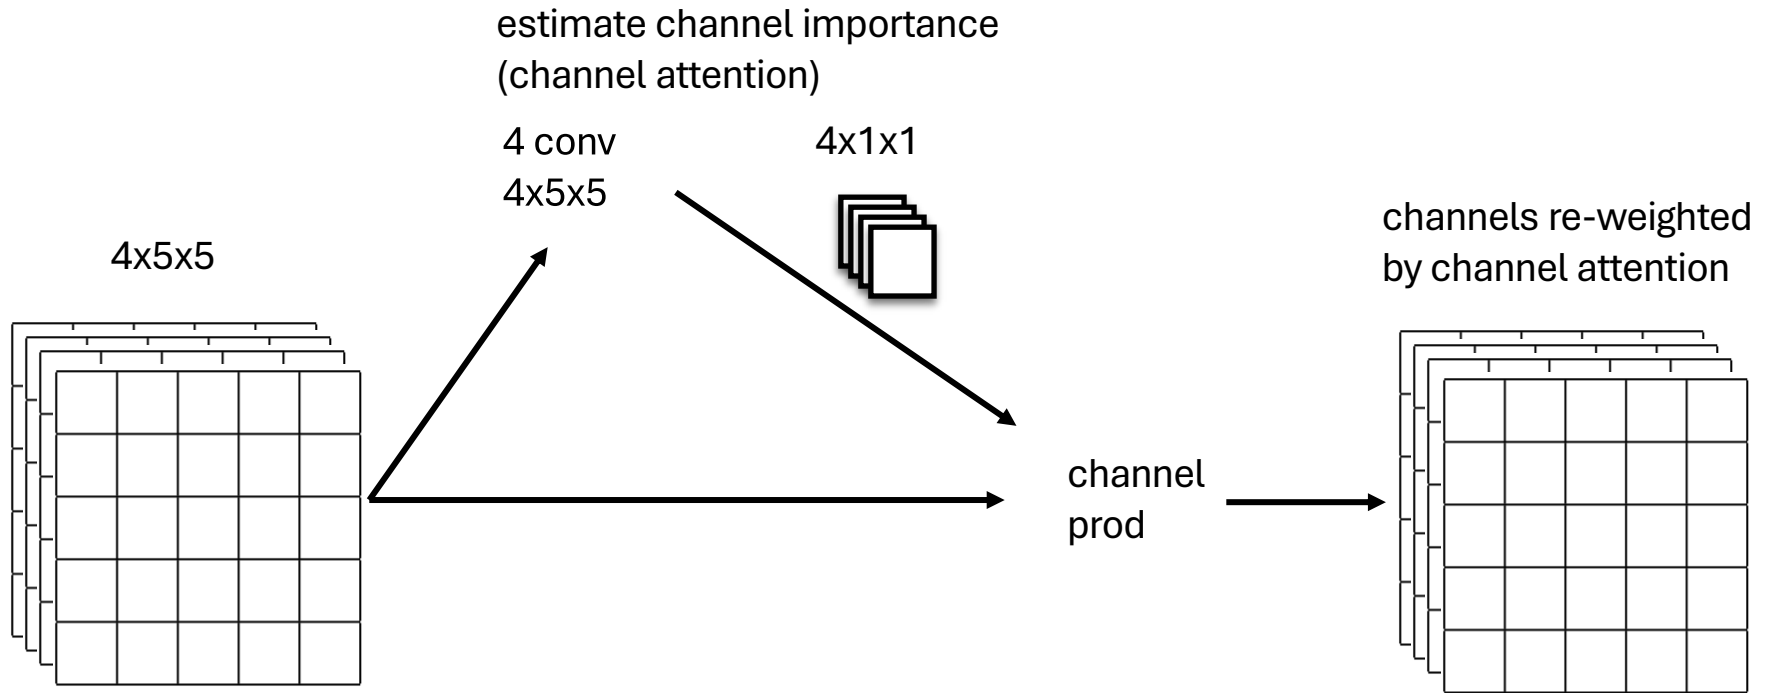 estimate channel importance
(channel attention)
4 conv
4x5x5
4x1x1
4x5x5
channels re-weighted
by channel attention
channel
prod